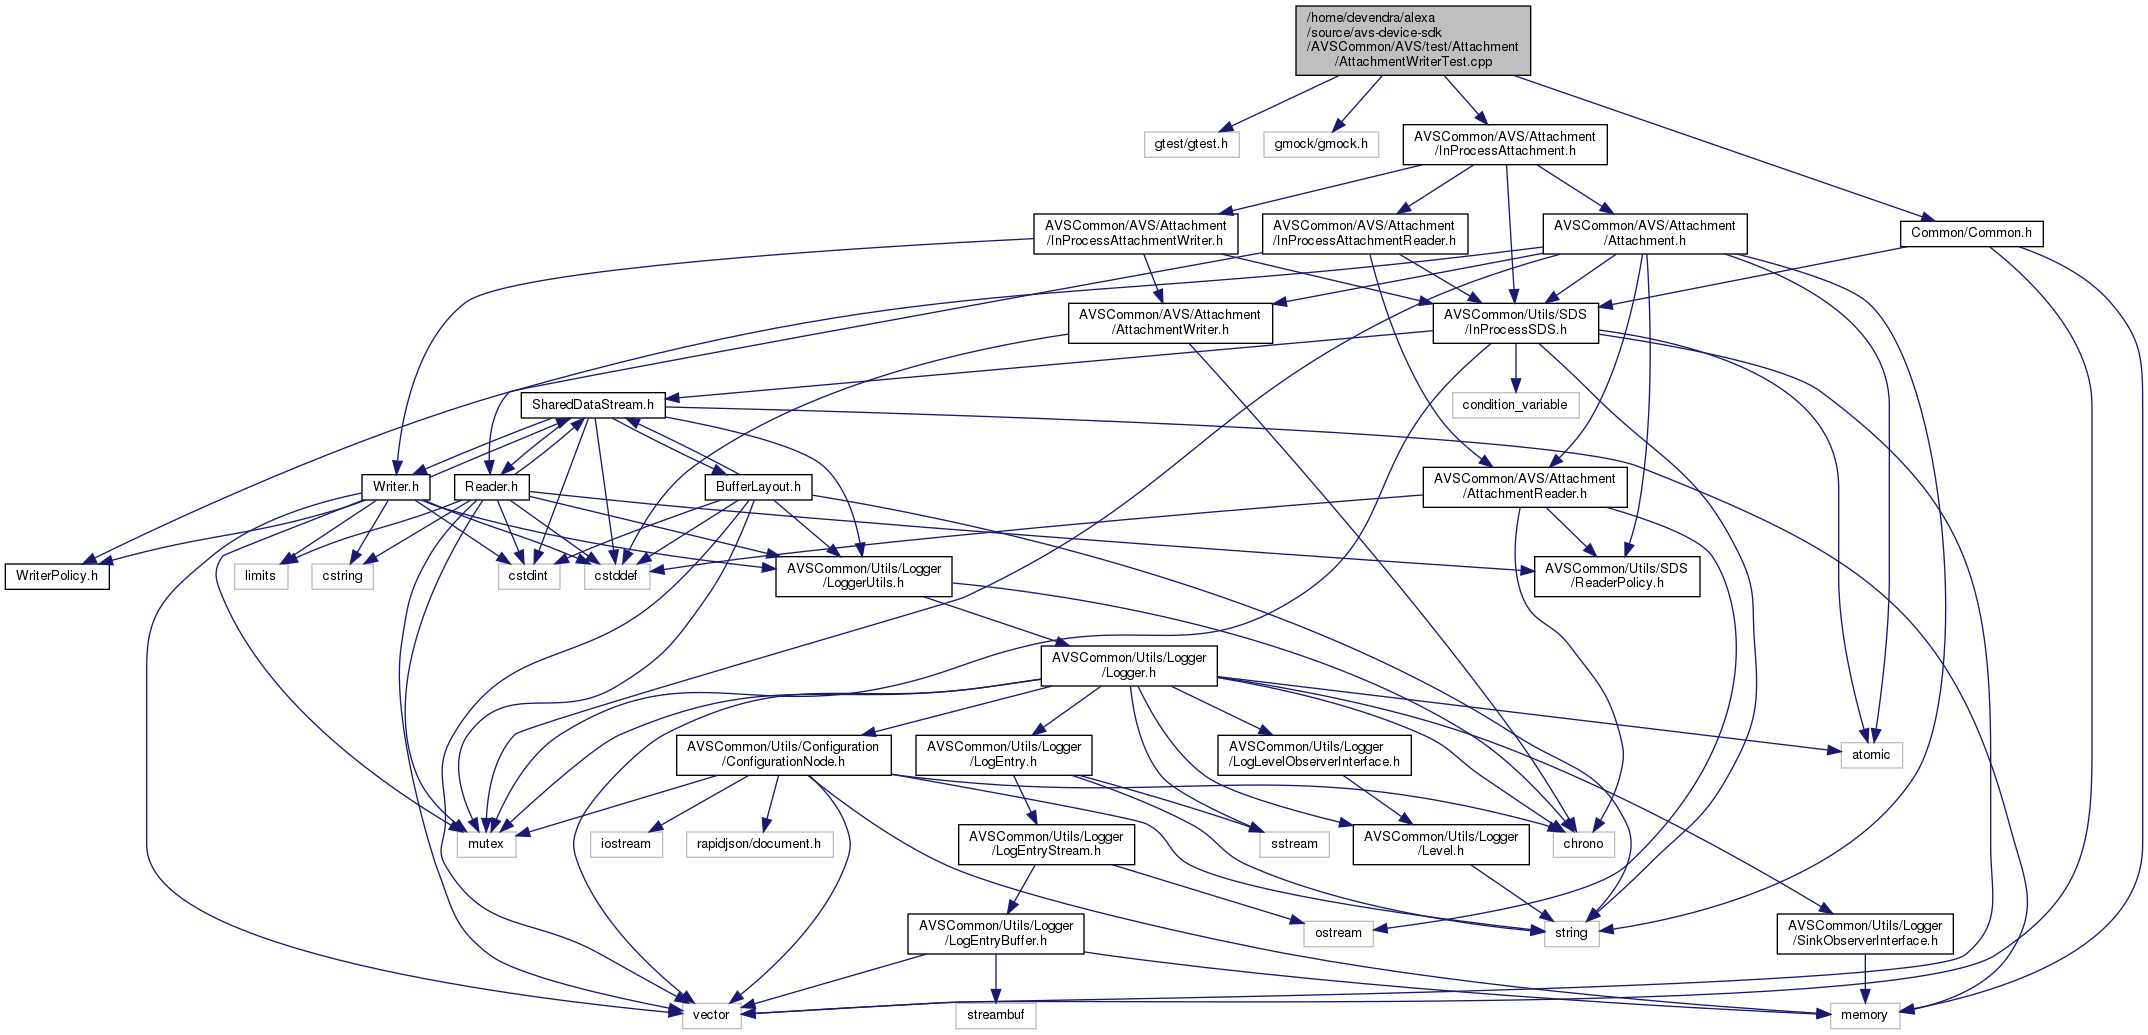 /home/devendra/alexa
/source/avs-device-sdk
/AVSCommon/AVS/test/Attachment
/AttachmentWriterTest.cpp
gtest/gtest.h
gmock/gmock.h
AVSCommon/AVS/Attachment
/InProcessAttachment.h
AVSCommon/AVS/Attachment
/InProcessAttachmentWriter.h
AVSCommon/AVS/Attachment
/InProcessAttachmentReader.h
AVSCommon/AVS/Attachment
/Attachment.h
Common/Common.h
AVSCommon/AVS/Attachment
/AttachmentWriter.h
AVSCommon/Utils/SDS
/InProcessSDS.h
SharedDataStream.h
condition_variable
Writer.h
Reader.h
BufferLayout.h
AVSCommon/AVS/Attachment
/AttachmentReader.h
WriterPolicy.h
limits
cstring
cstdint
cstddef
AVSCommon/Utils/Logger
/LoggerUtils.h
AVSCommon/Utils/SDS
/ReaderPolicy.h
AVSCommon/Utils/Logger
/Logger.h
AVSCommon/Utils/Configuration
/ConfigurationNode.h
AVSCommon/Utils/Logger
/LogEntry.h
AVSCommon/Utils/Logger
/LogLevelObserverInterface.h
atomic
mutex
iostream
rapidjson/document.h
AVSCommon/Utils/Logger
/LogEntryStream.h
sstream
AVSCommon/Utils/Logger
/Level.h
chrono
AVSCommon/Utils/Logger
/LogEntryBuffer.h
ostream
string
AVSCommon/Utils/Logger
/SinkObserverInterface.h
vector
streambuf
memory